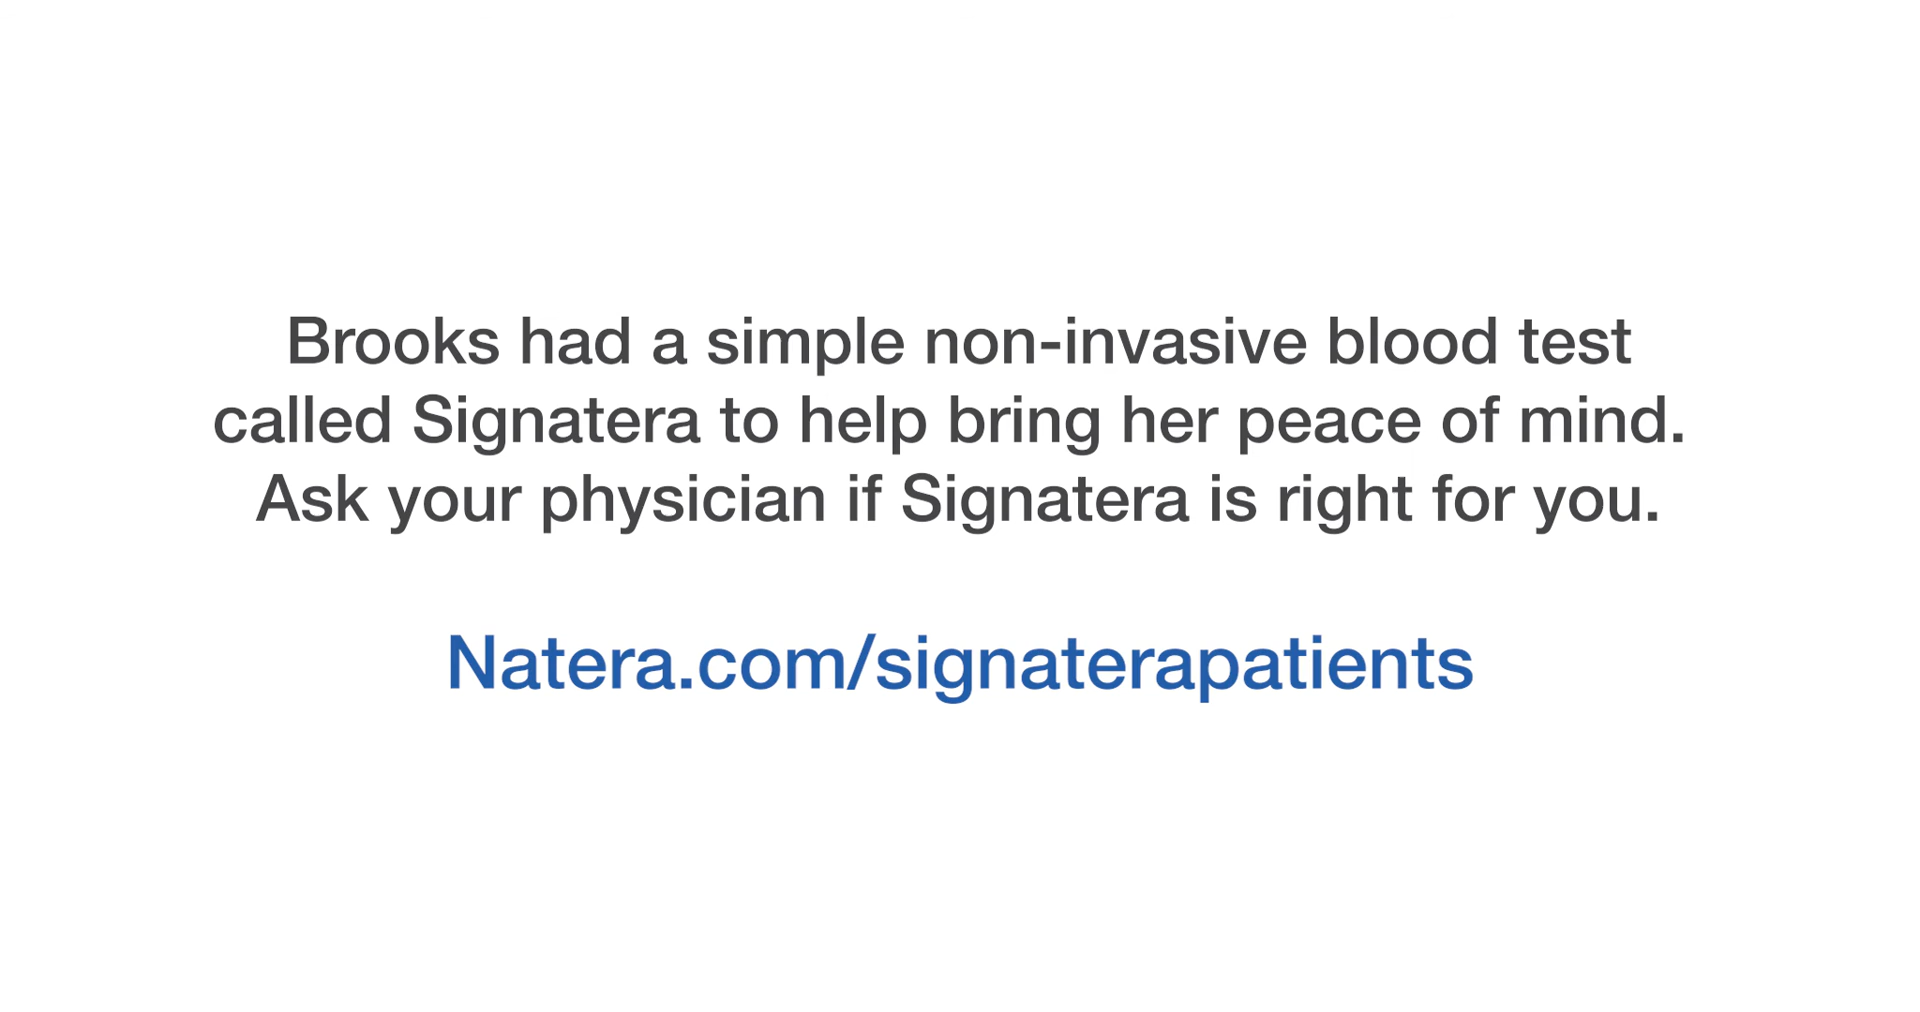 Brooks had a simple non-invasive blood test
called Signatera to help bring her peace of mind.
Ask your physician if Signatera is right for you.
Natera.com/signaterapatients